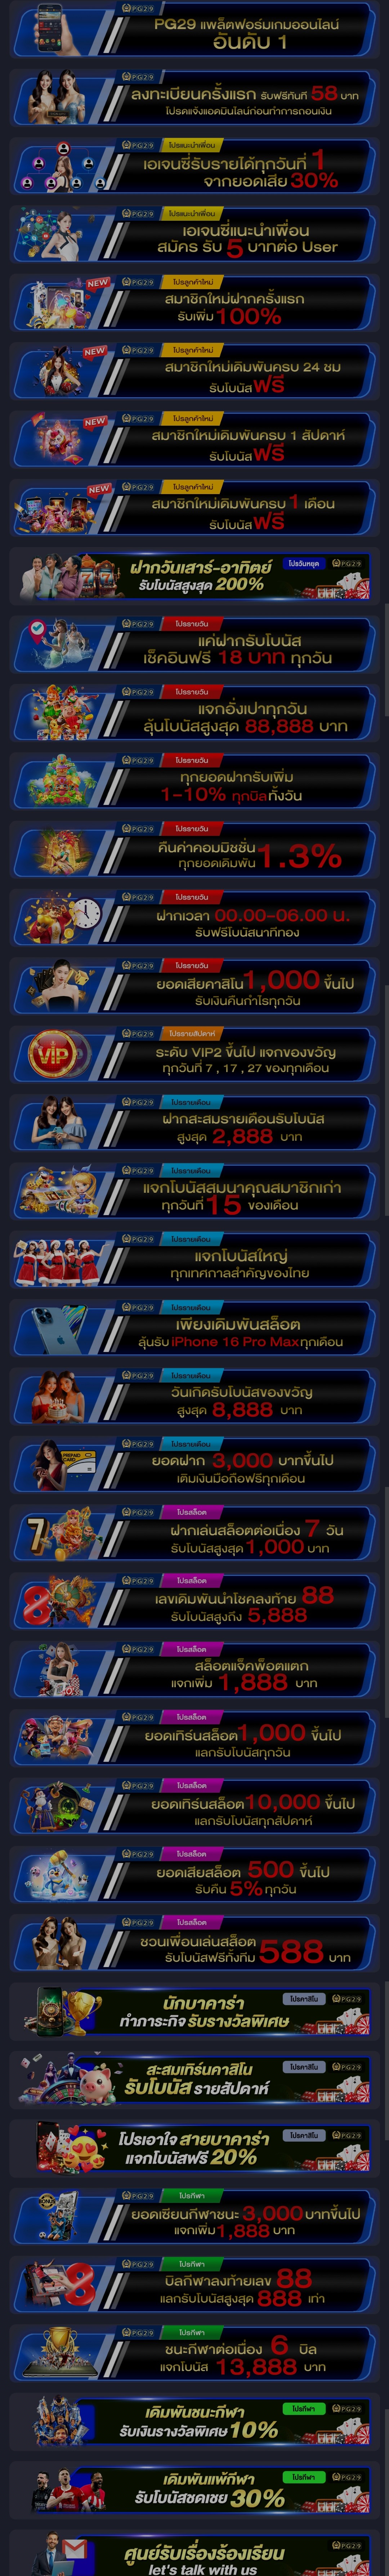 PG29
PG29 แพล็ตฟอร์มเกมออนไลน์
อันดับ 1
PG29
ลงทะเบียนครั้งแรก รับฟรีทันที 58 บาท
โปรดแจ้งแอดมินไลน์ก่อนทำการถอนเงิน
PG29 โปรแนะนำเพื่อน
เอเจนซี่รับรายได้ทุกวันที่ 1
จากยอดเสีย 30%
PG29 โปรแนะนำเพื่อน
เอเจนซี่แนะนำเพื่อน
สมัคร รับ 5 บาทต่อ User
NEW PG29 โปรลูกค้าใหม่
สมาชิกใหม่ฝากครั้งแรก
รับเพิ่ม 100%
NEW PG29 โปรลูกค้าใหม่
สมาชิกใหม่เดิมพันครบ 24 ชม
รับโบนัส ฟรี
NEW PG29 โปรลูกค้าใหม่
สมาชิกใหม่เดิมพันครบ 1 สัปดาห์
รับโบนัส ฟรี
NEW PG29 โปรลูกค้าใหม่
สมาชิกใหม่เดิมพันครบ 1 เดือน
รับโบนัส ฟรี
ฝากวันเสาร์-อาทิตย์ โปรวันหยุด PG29
รับโบนัสสูงสุด 200%
PG29 โปรรายวัน
แค่ฝากรับโบนัส
เช็คอินฟรี 18 บาท ทุกวัน
PG29 โปรรายวัน
แจกอั่งเปาทุกวัน
ลุ้นโบนัสสูงสุด 88,888 บาท
PG29 โปรรายวัน
ทุกยอดฝากรับเพิ่ม
1-10% ทุกบิลทั้งวัน
PG29 โปรรายวัน
คืนค่าคอมมิชชั่น 1.3%
ทุกยอดเดิมพัน
PG29 โปรรายวัน
ฝากเวลา 00.00-06.00 น.
รับฟรีโบนัสนาทีทอง
PG29 โปรรายวัน
ยอดเสียคาสิโน 1,000 ขึ้นไป
รับเงินคืนกำไรทุกวัน
VIP PG29 โปรรายสัปดาห์
ระดับ VIP2 ขึ้นไป แจกของขวัญ
ทุกวันที่ 7 , 17 , 27 ของทุกเดือน
PG29 โปรรายเดือน
ฝากสะสมรายเดือนรับโบนัส
สูงสุด 2,888 บาท
PG29 โปรรายเดือน
แจกโบนัสสมนาคุณสมาชิกเก่า
ทุกวันที่ 15 ของเดือน
PG29 โปรรายเดือน
แจกโบนัสใหญ่
ทุกเทศกาลสำคัญของไทย
PG29 โปรรายเดือน
เพียงเดิมพันสล็อต
ลุ้นรับ iPhone 16 Pro Max ทุกเดือน
PG29 โปรรายเดือน
วันเกิดรับโบนัสของขวัญ
สูงสุด 8,888 บาท
PREPAID CARD PG29 โปรรายเดือน
ยอดฝาก 3,000 บาทขึ้นไป
เติมเงินมือถือฟรีทุกเดือน
7 PG29 โปรสล็อต
ฝากเล่นสล็อตต่อเนื่อง 7 วัน
รับโบนัสสูงสุด 1,000 บาท
8 PG29 โปรสล็อต
เลขเดิมพันนำโชคลงท้าย 88
รับโบนัสสูงถึง 5,888
PG29 โปรสล็อต
สล็อตแจ็คพ็อตแตก
แจกเพิ่ม 1,888 บาท
PG29 โปรสล็อต
ยอดเทิร์นสล็อต 1,000 ขึ้นไป
แลกรับโบนัสทุกวัน
PG29 โปรสล็อต
ยอดเทิร์นสล็อต 10,000 ขึ้นไป
แลกรับโบนัสทุกสัปดาห์
PG29 โปรสล็อต
ยอดเสียสล็อต 500 ขึ้นไป
รับคืน 5% ทุกวัน
PG29 โปรสล็อต
ชวนเพื่อนเล่นสล็อต
รับโบนัสฟรีทั้งทีม 588 บาท
นักบาคาร่า โปรคาสิโน PG29
ทำภาระกิจ รับรางวัลพิเศษ
สะสมเทิร์นคาสิโน โปรคาสิโน PG29
รับโบนัส รายสัปดาห์
โปรเอาใจ สายบาคาร่า โปรคาสิโน PG29
แจกโบนัสฟรี 20%
PG29 โปรกีฬา
ยอดเซียนกีฬาชนะ 3,000 บาทขึ้นไป
แจกเพิ่ม 1,888 บาท
8 PG29 โปรกีฬา
บิลกีฬาลงท้ายเลข 88
แลกรับโบนัสสูงสุด 888 เท่า
PG29 โปรกีฬา
ชนะกีฬาต่อเนื่อง 6 บิล
แจกโบนัส 13,888 บาท
เดิมพันชนะกีฬา โปรกีฬา PG29
รับเงินรางวัลพิเศษ 10%
เดิมพันแพ้กีฬา โปรกีฬา PG29
รับโบนัสชดเชย 30%
ศูนย์รับเรื่องร้องเรียน PG29
let's talk with us